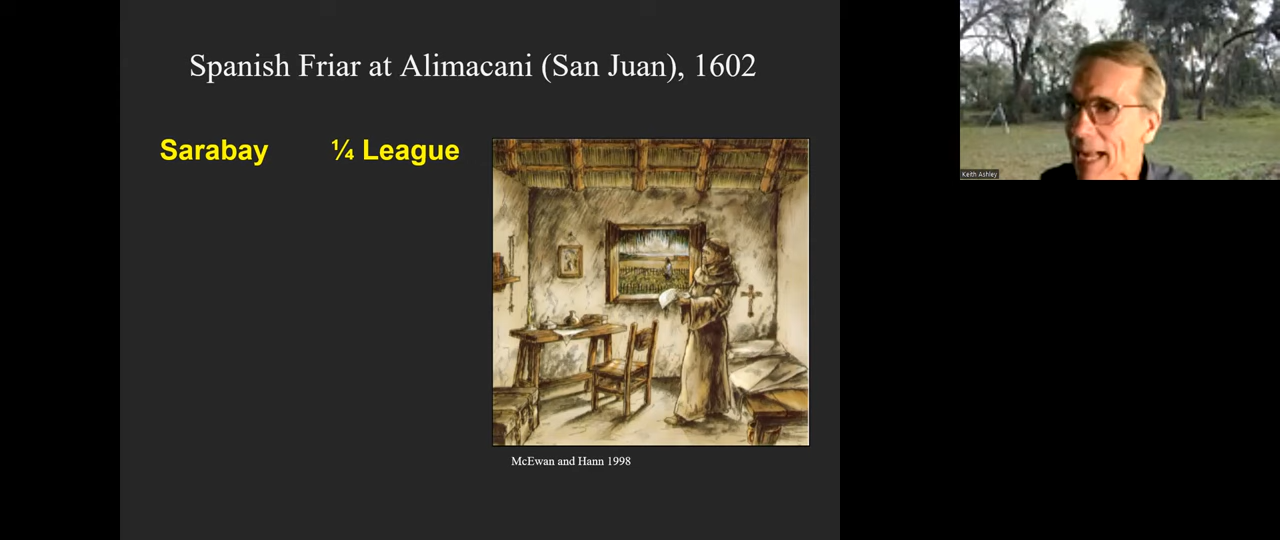 Spanish Friar at Alimacani (San Juan), 1602
Sarabay ¼ League
McEwan and Hann 1998
Keith Ashley